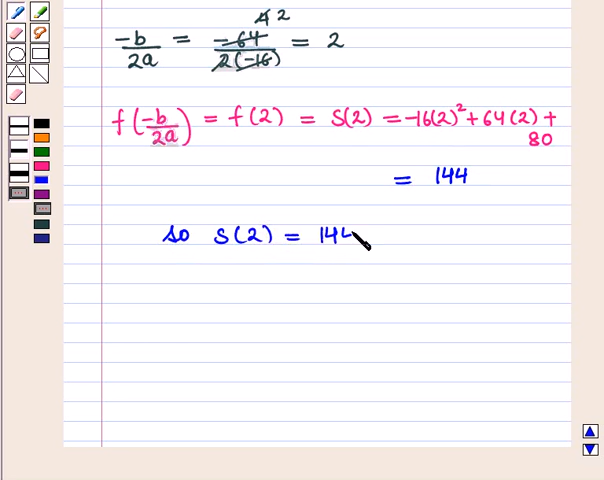 4 2
-b/2a = -64/2(-16) = 2
f(-b/2a) = f(2) = s(2) = -16(2)² + 64(2) +
80
= 144
so s(2) = 144